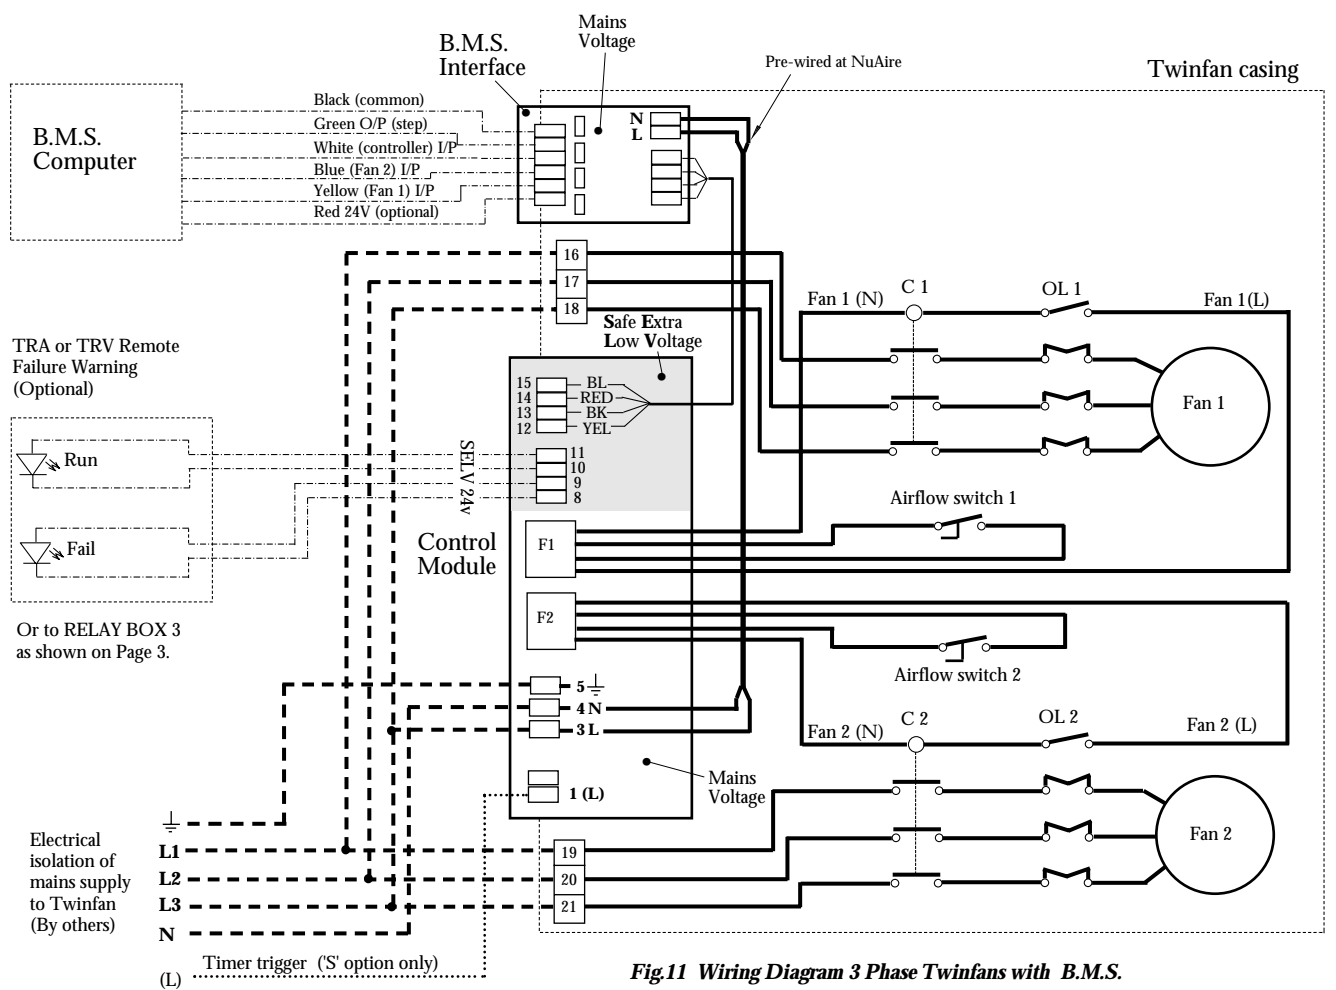 Mains
Voltage
B.M.S.
Interface
Pre-wired at NuAire
Twinfan casing
B.M.S.
Computer
Black (common)
Green O/P (step)
White (controller) I/P
Blue (Fan 2) I/P
Yellow (Fan 1) I/P
Red 24V (optional)
N
L
16
17
18
Safe Extra
Low Voltage
Fan 1 (N)
C 1
OL 1
Fan 1(L)
Fan 1
TRA or TRV Remote
Failure Warning
(Optional)
Run
Fail
Or to RELAY BOX 3
as shown on Page 3.
SELV 24v
15
BL
14
RED
13
BK
12
YEL
11
10
9
8
Control
Module
F1
F2
Airflow switch 1
Airflow switch 2
5
4 N
3 L
1 (L)
Mains
Voltage
Fan 2 (N)
C 2
OL 2
Fan 2 (L)
Fan 2
Electrical
isolation of
mains supply
to Twinfan
(By others)
L1
L2
L3
N
(L)
19
20
21
Timer trigger ('S' option only)
Fig.11 Wiring Diagram 3 Phase Twinfans with B.M.S.